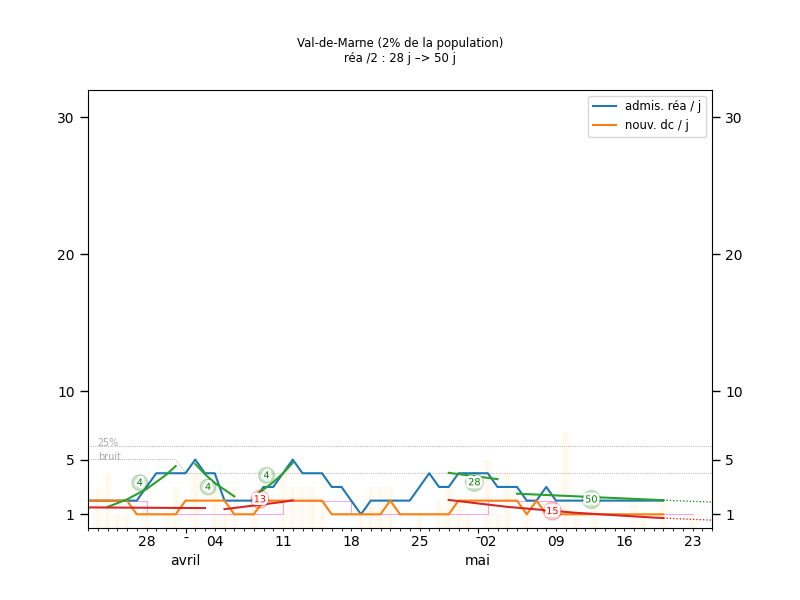 Val-de-Marne (2% de la population)
réa /2 : 28 j –> 50 j
admis. réa / j
nouv. dc / j
30 30
20 20
10 10
25%
bruit
5 5
1 1
4 4 13 4 28 15 50
28 - 04 11 18 25 -02 09 16 23
avril mai